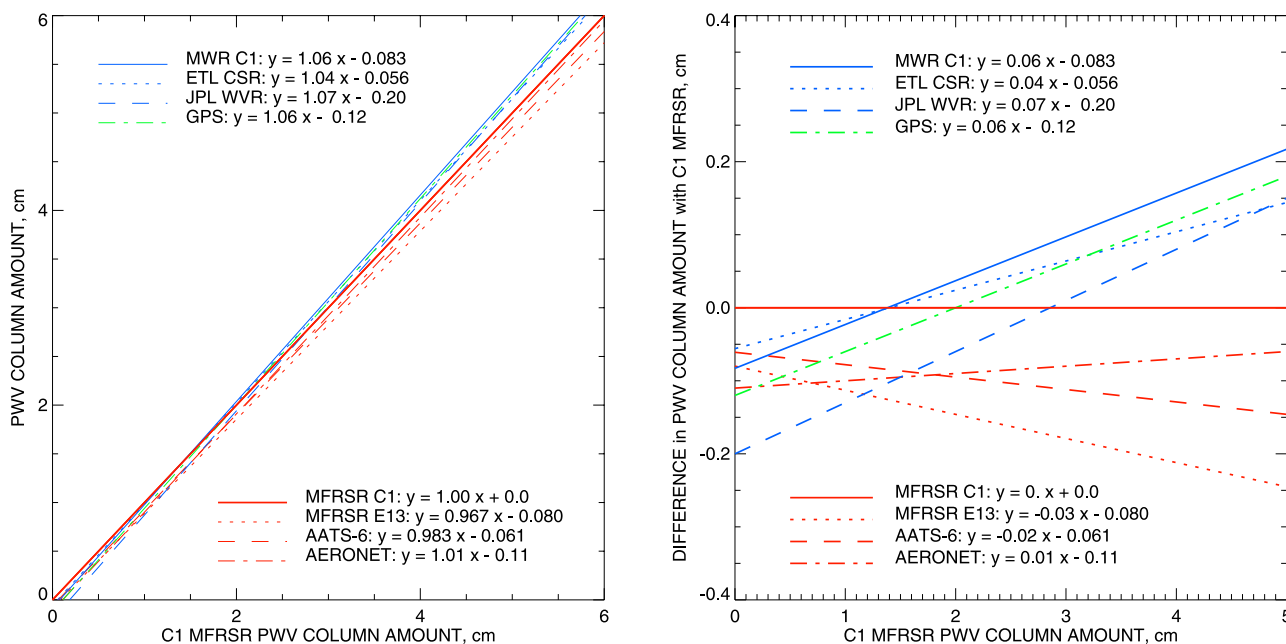 6
4
2
0
PWV COLUMN AMOUNT, cm
MWR C1: y = 1.06 x - 0.083
ETL CSR: y = 1.04 x - 0.056
JPL WVR: y = 1.07 x - 0.20
GPS: y = 1.06 x - 0.12
MFRSR C1: y = 1.00 x + 0.0
MFRSR E13: y = 0.967 x - 0.080
AATS-6: y = 0.983 x - 0.061
AERONET: y = 1.01 x - 0.11
0 2 4 6
C1 MFRSR PWV COLUMN AMOUNT, cm
0.4
0.2
0.0
-0.2
-0.4
DIFFERENCE in PWV COLUMN AMOUNT with C1 MFRSR, cm
MWR C1: y = 0.06 x - 0.083
ETL CSR: y = 0.04 x - 0.056
JPL WVR: y = 0.07 x - 0.20
GPS: y = 0.06 x - 0.12
MFRSR C1: y = 0. x + 0.0
MFRSR E13: y = -0.03 x - 0.080
AATS-6: y = -0.02 x - 0.061
AERONET: y = 0.01 x - 0.11
0 1 2 3 4 5
C1 MFRSR PWV COLUMN AMOUNT, cm